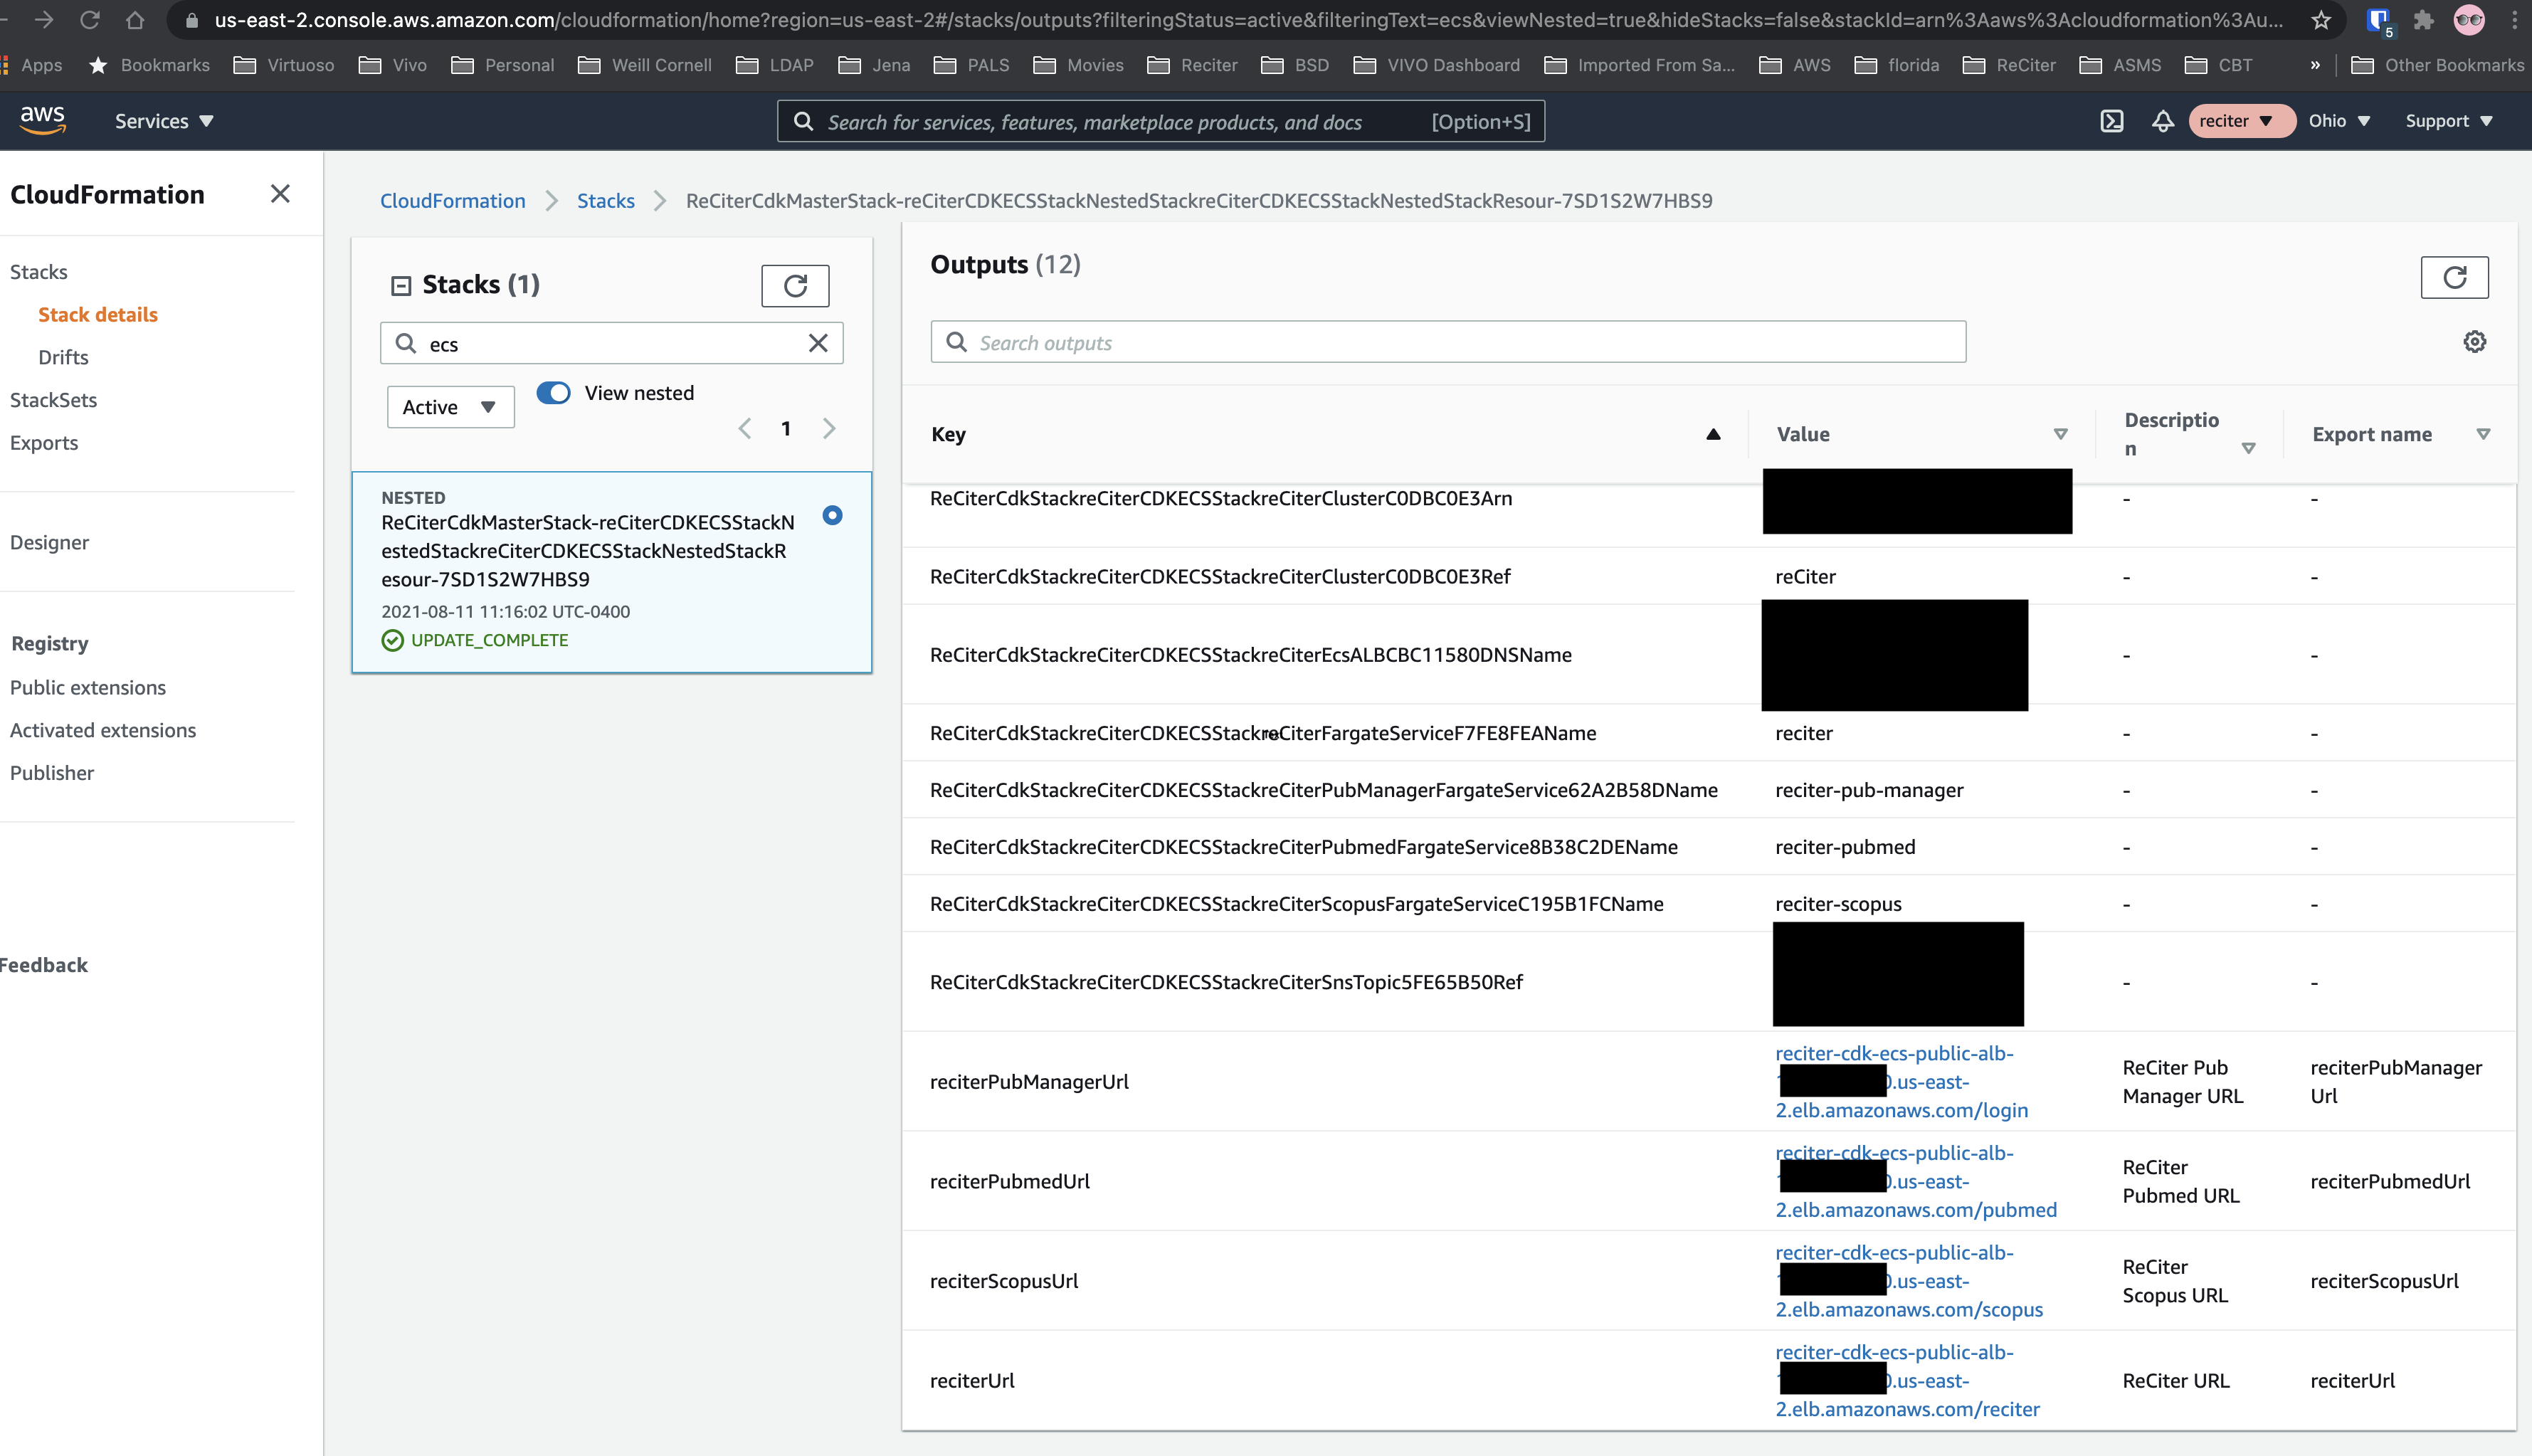 us-east-2.console.aws.amazon.com/cloudformation/home?region=us-east-2#/stacks/outputs?filteringStatus=active&filteringText=ecs&viewNested=true&hideStacks=false&stackId=arn%3Aaws%3Acloudformation%3Au...
5
Apps Bookmarks Virtuoso Vivo Personal Weill Cornell LDAP Jena PALS Movies Reciter BSD VIVO Dashboard Imported From Sa... AWS florida ReCiter ASMS CBT » Other Bookmarks
aws Services Search for services, features, marketplace products, and docs [Option+S] reciter Ohio Support
CloudFormation
Stacks
Stack details
Drifts
StackSets
Exports
Designer
Registry
Public extensions
Activated extensions
Publisher
Feedback
CloudFormation > Stacks > ReCiterCdkMasterStack-reCiterCDKECSStackNestedStackreCiterCDKECSStackNestedStackResour-7SD1S2W7HBS9
Stacks (1)
ecs
Active View nested
1
NESTED
ReCiterCdkMasterStack-reCiterCDKECSStackN
estedStackreCiterCDKECSStackNestedStackR
esour-7SD1S2W7HBS9
2021-08-11 11:16:02 UTC-0400
UPDATE_COMPLETE
Outputs (12)
Search outputs
Key Value Descriptio
n Export name
ReCiterCdkStackreCiterCDKECSStackreCiterClusterC0DBC0E3Arn - -
ReCiterCdkStackreCiterCDKECSStackreCiterClusterC0DBC0E3Ref reCiter - -
ReCiterCdkStackreCiterCDKECSStackreCiterEcsALBCBC11580DNSName - -
ReCiterCdkStackreCiterCDKECSStackreCiterFargateServiceF7FE8FEAName reciter - -
ReCiterCdkStackreCiterCDKECSStackreCiterPubManagerFargateService62A2B58DName reciter-pub-manager - -
ReCiterCdkStackreCiterCDKECSStackreCiterPubmedFargateService8B38C2DEName reciter-pubmed - -
ReCiterCdkStackreCiterCDKECSStackreCiterScopusFargateServiceC195B1FCName reciter-scopus - -
ReCiterCdkStackreCiterCDKECSStackreCiterSnsTopic5FE65B50Ref - -
reciterPubManagerUrl
reciter-cdk-ecs-public-alb-
.us-east-
2.elb.amazonaws.com/login
ReCiter Pub
Manager URL
reciterPubManager
Url
reciterPubmedUrl
reciter-cdk-ecs-public-alb-
.us-east-
2.elb.amazonaws.com/pubmed
ReCiter
Pubmed URL
reciterPubmedUrl
reciterScopusUrl
reciter-cdk-ecs-public-alb-
.us-east-
2.elb.amazonaws.com/scopus
ReCiter
Scopus URL
reciterScopusUrl
reciterUrl
reciter-cdk-ecs-public-alb-
.us-east-
2.elb.amazonaws.com/reciter
ReCiter URL
reciterUrl